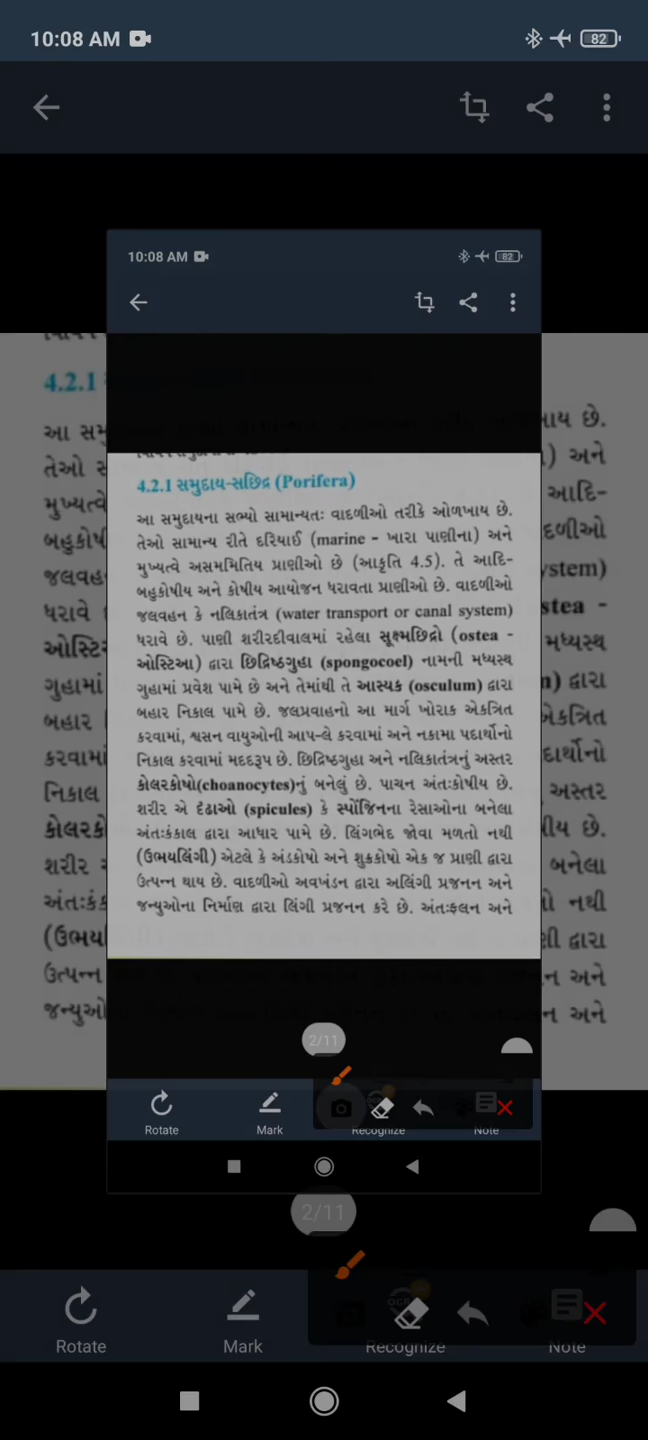 10:08 AM
82
10:08 AM
82
4.2.1 સમુદાય-સછિદ્ર (Porifera)
આ સમુદાયના સભ્યો સામાન્યતઃ વાદળીઓ તરીકે ઓળખાય છે.
તેઓ સામાન્ય રીતે દરિયાઈ (marine - ખારા પાણીના) અને
મુખ્યત્વે અસમમિતિય પ્રાણીઓ છે (આકૃતિ 4.5). તે આદિ-
બહુકોષીય અને કોષીય આયોજન ધરાવતા પ્રાણીઓ છે. વાદળીઓ
જલવહન કે નલિકાતંત્ર (water transport or canal system)
ધરાવે છે. પાણી શરીરદીવાલમાં રહેલા સૂક્ષ્મછિદ્રો (ostea -
ઓસ્ટિઆ) દ્વારા છિદ્રિષ્ઠગુહા (spongocoel) નામની મધ્યસ્થ
ગુહામાં પ્રવેશ પામે છે અને તેમાંથી તે આસ્યક (osculum) દ્વારા
બહાર નિકાલ પામે છે. જલપ્રવાહનો આ માર્ગ ખોરાક એકત્રિત
કરવામાં, શ્વસન વાયુઓની આપ-લે કરવામાં અને નકામા પદાર્થોનો
નિકાલ કરવામાં મદદરૂપ છે. છિદ્રિષ્ઠગુહા અને નલિકાતંત્રનું અસ્તર
કોલરકોષો(choanocytes)નું બનેલું છે. પાચન અંતઃકોષીય છે.
શરીર એ દૃઢાઓ (spicules) કે સ્પોંજિનના રેસાઓના બનેલા
અંતઃકંકાલ દ્વારા આધાર પામે છે. લિંગભેદ જોવા મળતો નથી
(ઉભયલિંગી) એટલે કે અંડકોષો અને શુક્રકોષો એક જ પ્રાણી દ્વારા
ઉત્પન્ન થાય છે. વાદળીઓ અવખંડન દ્વારા અલિંગી પ્રજનન અને
જન્યુઓના નિર્માણ દ્વારા લિંગી પ્રજનન કરે છે. અંતઃફલન અને
2/11
Rotate Mark Recognize Note
2/11
Rotate Mark Recognize Note